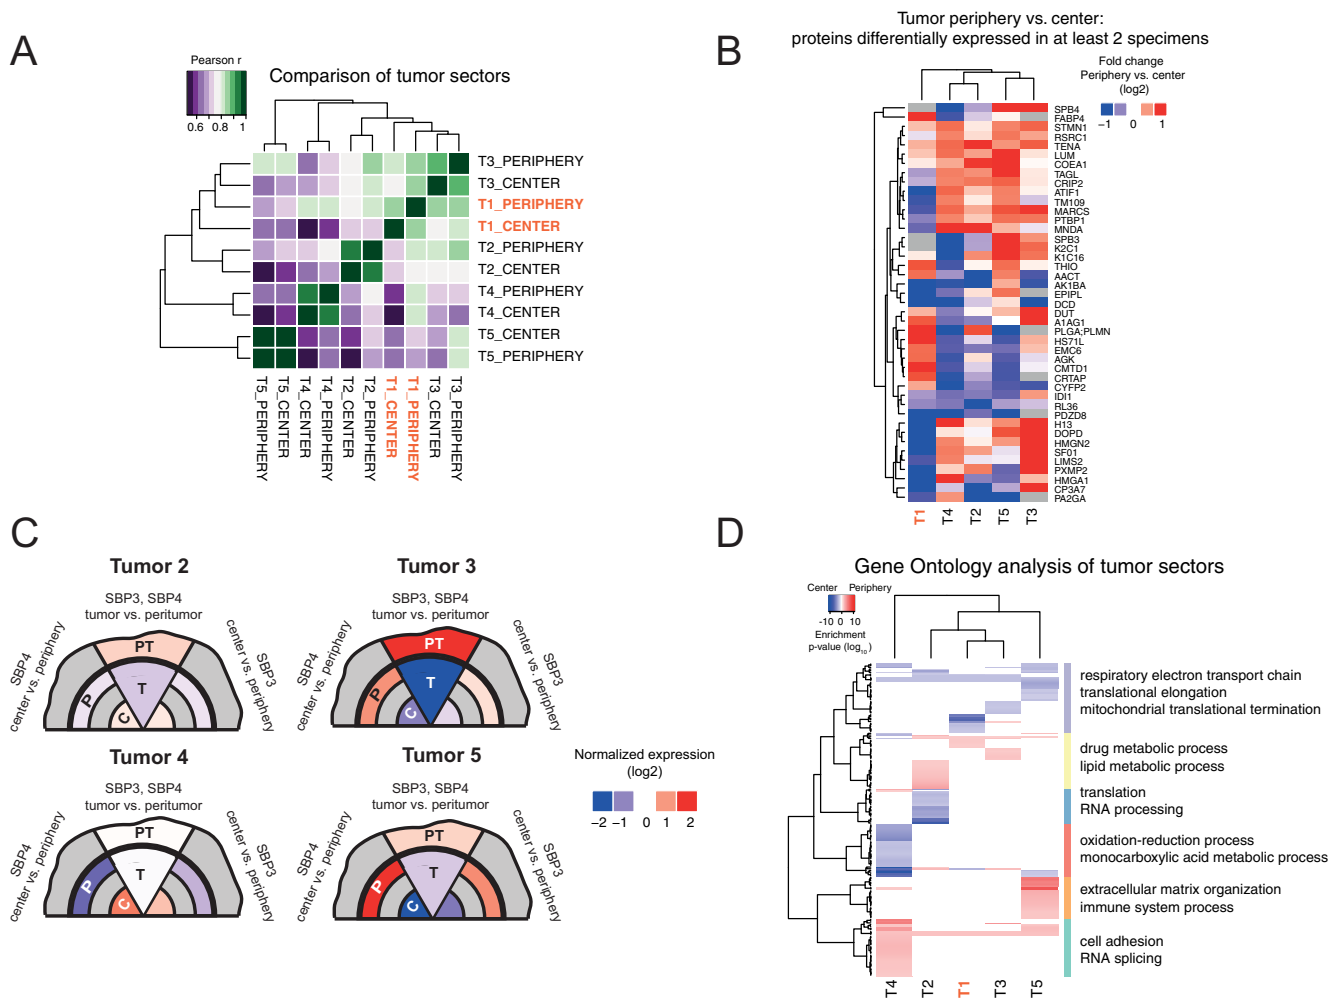 A
Pearson r
0.6 0.8 1
Comparison of tumor sectors
T3_PERIPHERY
T3_CENTER
T1_PERIPHERY
T1_CENTER
T2_PERIPHERY
T2_CENTER
T4_PERIPHERY
T4_CENTER
T5_CENTER
T5_PERIPHERY
T5_PERIPHERY
T5_CENTER
T4_CENTER
T4_PERIPHERY
T2_CENTER
T2_PERIPHERY
T1_CENTER
T1_PERIPHERY
T3_CENTER
T3_PERIPHERY
B
Tumor periphery vs. center:
proteins differentially expressed in at least 2 specimens
Fold change
Periphery vs. center
(log2)
−1 0 1
SPB4
FABP4
STMN1
RSRC1
TENA
LUM
COEA1
TAGL
CRIP2
ATIF1
TM109
MARCS
PTBP1
MNDA
SPB3
K2C1
K1C16
THIO
AACT
AK1BA
EPIPL
DCD
DUT
A1AG1
PLGA;PLMN
HS71L
EMC6
AGK
CMTD1
CRTAP
CYFP2
IDI1
RL36
PDZD8
H13
DOPD
HMGN2
SF01
LIMS2
PXMP2
HMGA1
CP3A7
PA2GA
T1 T4 T2 T5 T3
C
Tumor 2
SBP3, SBP4
tumor vs. peritumor
SBP4
center vs. periphery
SBP3
center vs. periphery
PT
T
P
C
Tumor 3
SBP3, SBP4
tumor vs. peritumor
SBP4
center vs. periphery
SBP3
center vs. periphery
PT
T
P
C
Tumor 4
SBP3, SBP4
tumor vs. peritumor
SBP4
center vs. periphery
SBP3
center vs. periphery
PT
T
P
C
Tumor 5
SBP3, SBP4
tumor vs. peritumor
SBP4
center vs. periphery
SBP3
center vs. periphery
PT
T
P
C
Normalized expression
(log2)
−2 −1 0 1 2
D
Gene Ontology analysis of tumor sectors
Center Periphery
-10 0 10
Enrichment
p-value (log10)
respiratory electron transport chain
translational elongation
mitochondrial translational termination
drug metabolic process
lipid metabolic process
translation
RNA processing
oxidation-reduction process
monocarboxylic acid metabolic process
extracellular matrix organization
immune system process
cell adhesion
RNA splicing
T4 T2 T1 T3 T5